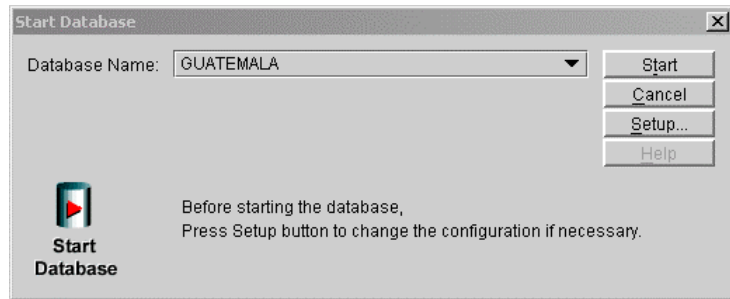 Start Database
Database Name: GUATEMALA
Start
Cancel
Setup...
Help
Start
Database
Before starting the database,
Press Setup button to change the configuration if necessary.